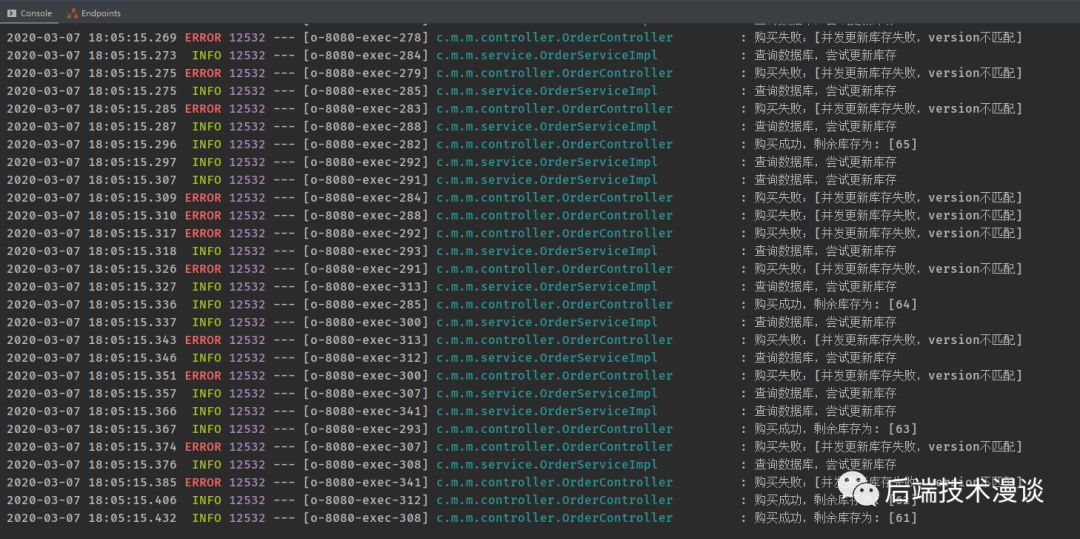 Console Endpoints
2020-03-07 18:05:15.269 ERROR 12532 --- [o-8080-exec-278] c.m.m.controller.OrderController : 购买失败：[并发更新库存失败，version不匹配]
2020-03-07 18:05:15.273 INFO 12532 --- [o-8080-exec-284] c.m.m.service.OrderServiceImpl : 查询数据库，尝试更新库存
2020-03-07 18:05:15.275 ERROR 12532 --- [o-8080-exec-279] c.m.m.controller.OrderController : 购买失败：[并发更新库存失败，version不匹配]
2020-03-07 18:05:15.275 INFO 12532 --- [o-8080-exec-285] c.m.m.service.OrderServiceImpl : 查询数据库，尝试更新库存
2020-03-07 18:05:15.285 ERROR 12532 --- [o-8080-exec-283] c.m.m.controller.OrderController : 购买失败：[并发更新库存失败，version不匹配]
2020-03-07 18:05:15.287 INFO 12532 --- [o-8080-exec-288] c.m.m.service.OrderServiceImpl : 查询数据库，尝试更新库存
2020-03-07 18:05:15.296 INFO 12532 --- [o-8080-exec-282] c.m.m.controller.OrderController : 购买成功，剩余库存为: [65]
2020-03-07 18:05:15.297 INFO 12532 --- [o-8080-exec-292] c.m.m.service.OrderServiceImpl : 查询数据库，尝试更新库存
2020-03-07 18:05:15.307 INFO 12532 --- [o-8080-exec-291] c.m.m.service.OrderServiceImpl : 查询数据库，尝试更新库存
2020-03-07 18:05:15.309 ERROR 12532 --- [o-8080-exec-284] c.m.m.controller.OrderController : 购买失败：[并发更新库存失败，version不匹配]
2020-03-07 18:05:15.310 ERROR 12532 --- [o-8080-exec-288] c.m.m.controller.OrderController : 购买失败：[并发更新库存失败，version不匹配]
2020-03-07 18:05:15.317 ERROR 12532 --- [o-8080-exec-292] c.m.m.controller.OrderController : 购买失败：[并发更新库存失败，version不匹配]
2020-03-07 18:05:15.318 INFO 12532 --- [o-8080-exec-293] c.m.m.service.OrderServiceImpl : 查询数据库，尝试更新库存
2020-03-07 18:05:15.326 ERROR 12532 --- [o-8080-exec-291] c.m.m.controller.OrderController : 购买失败：[并发更新库存失败，version不匹配]
2020-03-07 18:05:15.327 INFO 12532 --- [o-8080-exec-313] c.m.m.service.OrderServiceImpl : 查询数据库，尝试更新库存
2020-03-07 18:05:15.336 INFO 12532 --- [o-8080-exec-285] c.m.m.controller.OrderController : 购买成功，剩余库存为: [64]
2020-03-07 18:05:15.337 INFO 12532 --- [o-8080-exec-300] c.m.m.service.OrderServiceImpl : 查询数据库，尝试更新库存
2020-03-07 18:05:15.343 ERROR 12532 --- [o-8080-exec-313] c.m.m.controller.OrderController : 购买失败：[并发更新库存失败，version不匹配]
2020-03-07 18:05:15.346 INFO 12532 --- [o-8080-exec-312] c.m.m.service.OrderServiceImpl : 查询数据库，尝试更新库存
2020-03-07 18:05:15.351 ERROR 12532 --- [o-8080-exec-300] c.m.m.controller.OrderController : 购买失败：[并发更新库存失败，version不匹配]
2020-03-07 18:05:15.357 INFO 12532 --- [o-8080-exec-307] c.m.m.service.OrderServiceImpl : 查询数据库，尝试更新库存
2020-03-07 18:05:15.366 INFO 12532 --- [o-8080-exec-341] c.m.m.service.OrderServiceImpl : 查询数据库，尝试更新库存
2020-03-07 18:05:15.367 INFO 12532 --- [o-8080-exec-293] c.m.m.controller.OrderController : 购买成功，剩余库存为: [63]
2020-03-07 18:05:15.374 ERROR 12532 --- [o-8080-exec-307] c.m.m.controller.OrderController : 购买失败：[并发更新库存失败，version不匹配]
2020-03-07 18:05:15.376 INFO 12532 --- [o-8080-exec-308] c.m.m.service.OrderServiceImpl : 查询数据库，尝试更新库存
2020-03-07 18:05:15.385 ERROR 12532 --- [o-8080-exec-341] c.m.m.controller.OrderController : 购买失败：[并发更新库存失败，version不匹配]
2020-03-07 18:05:15.406 INFO 12532 --- [o-8080-exec-312] c.m.m.controller.OrderController : 购买成功，剩余库存
后端技术漫谈
2020-03-07 18:05:15.432 INFO 12532 --- [o-8080-exec-308] c.m.m.controller.OrderController : 购买成功，剩余库存为: [61]